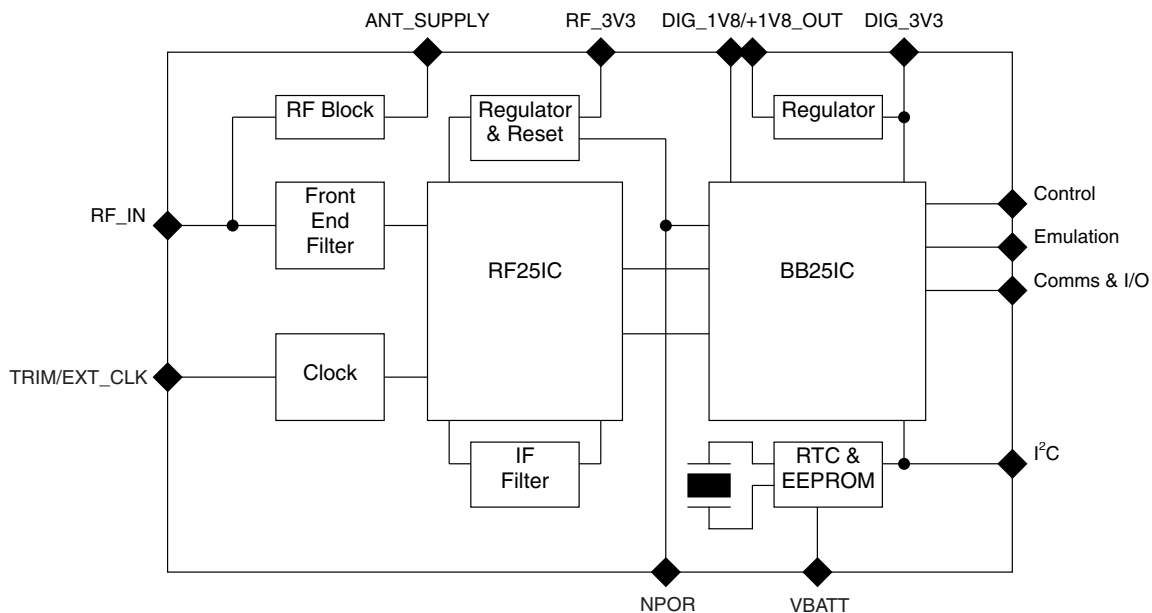 ANT_SUPPLY
RF_3V3
DIG_1V8/+1V8_OUT
DIG_3V3
RF Block
Regulator
& Reset
Regulator
RF_IN
Front
End
Filter
RF25IC
BB25IC
Control
Emulation
Comms & I/O
TRIM/EXT_CLK
Clock
IF
Filter
RTC &
EEPROM
I²C
NPOR
VBATT